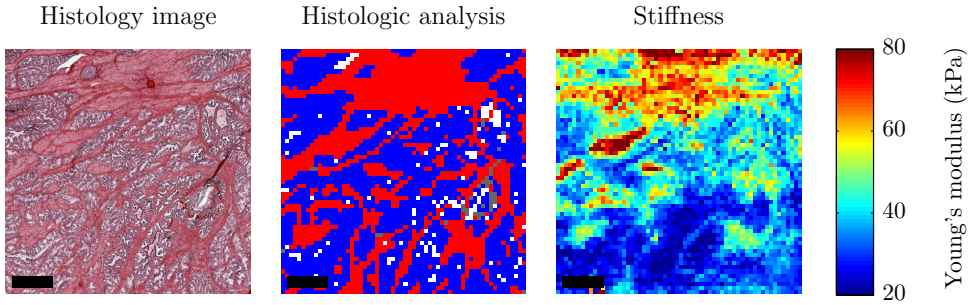 Histology image
Histologic analysis
Stiffness
80
60
40
20
Young's modulus (kPa)